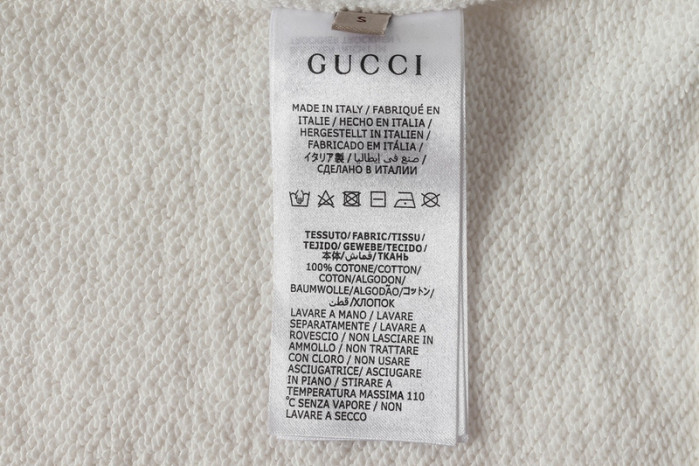 S
GUCCI
MADE IN ITALY / FABRIQUÉ EN
ITALIE / HECHO EN ITALIA /
HERGESTELLT IN ITALIEN /
FABRICADO EM ITÁLIA /
イタリア製 / صنع في إيطاليا /
СДЕЛАНО В ИТАЛИИ
TESSUTO/FABRIC/TISSU/
TEJIDO/ GEWEBE/TECIDO/
本体/قماش/ТКАНЬ
100% COTONE/COTTON/
COTON/ALGODON/
BAUMWOLLE/ALGODÃO/コットン/
قطن/ХЛОПОК
LAVARE A MANO / LAVARE
SEPARATAMENTE / LAVARE A
ROVESCIO / NON LASCIARE IN
AMMOLLO / NON TRATTARE
CON CLORO / NON USARE
ASCIUGATRICE/ ASCIUGARE
IN PIANO / STIRARE A
TEMPERATURA MASSIMA 110
°C SENZA VAPORE / NON
LAVARE A SECCO